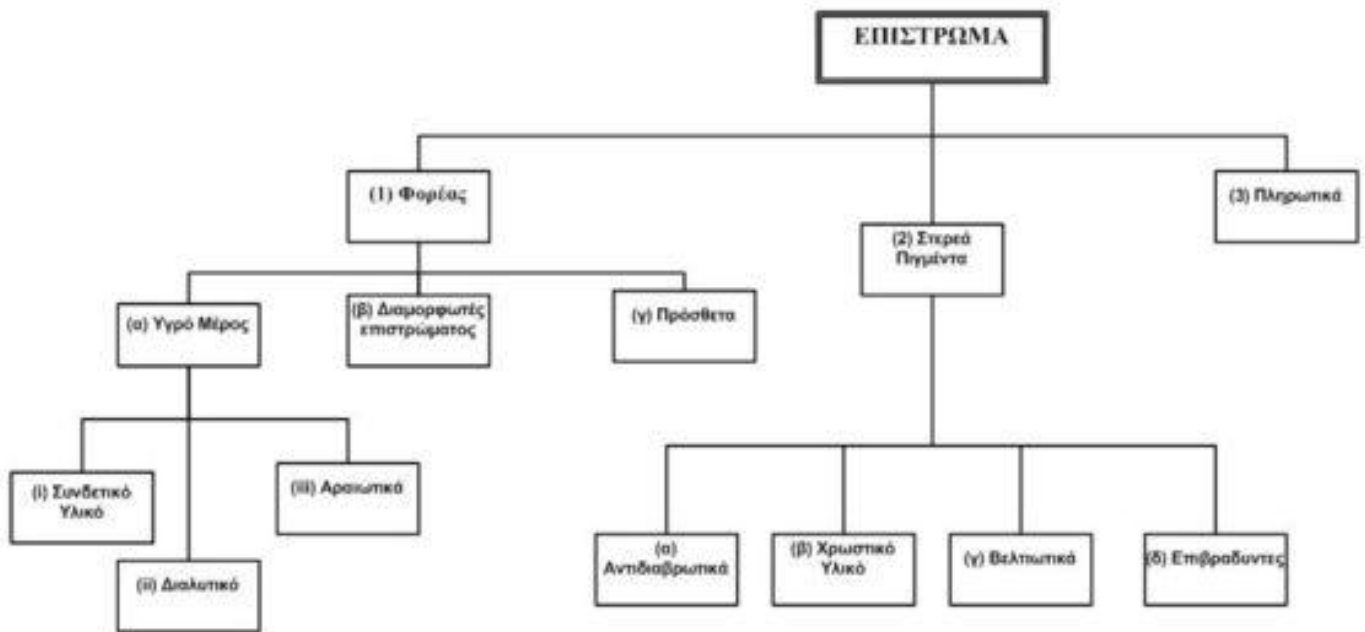 ΕΠΙΣΤΡΩΜΑ
(1) Φορέας
(3) Πληρωτικά
(2) Στερεά
Πιγμέντα
(α) Υγρό Μέρος
(β) Διαμορφωτές
επιστρώματος
(γ) Πρόσθετα
(i) Συνδετικό
Υλικό
(iii) Αραιωτικά
(ii) Διαλυτικό
(α)
Αντιδιαβρωτικά
(β) Χρωστικό
Υλικό
(γ) Βελτιωτικά
(δ) Επιβραδυντες